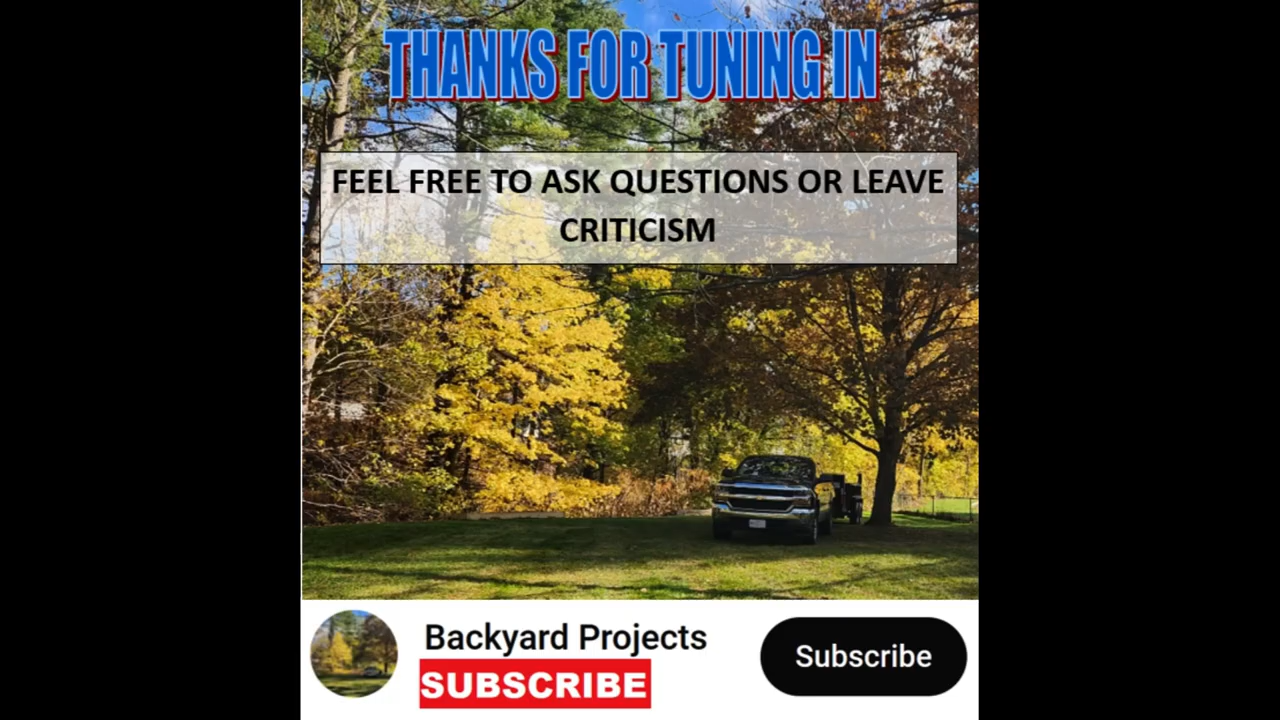 THANKS FOR TUNING IN
FEEL FREE TO ASK QUESTIONS OR LEAVE
CRITICISM
Backyard Projects
SUBSCRIBE
Subscribe